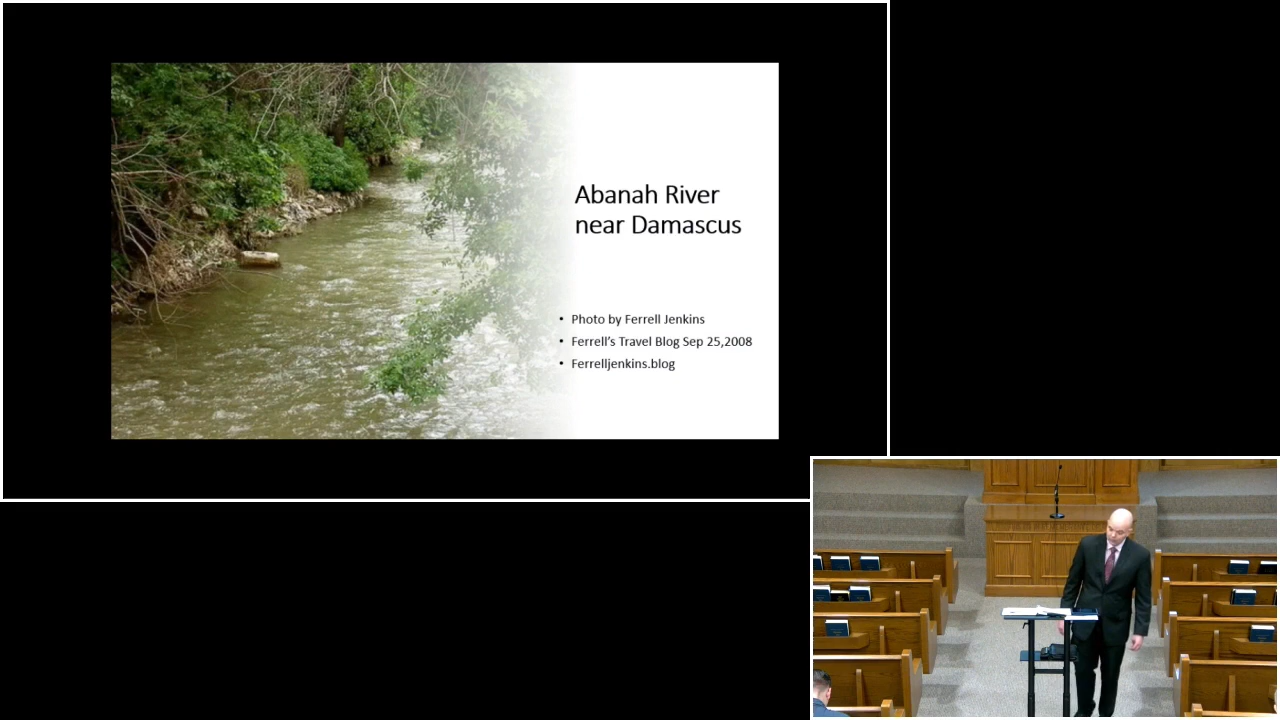 Abanah River
near Damascus
• Photo by Ferrell Jenkins
• Ferrell's Travel Blog Sep 25,2008
• Ferrelljenkins.blog